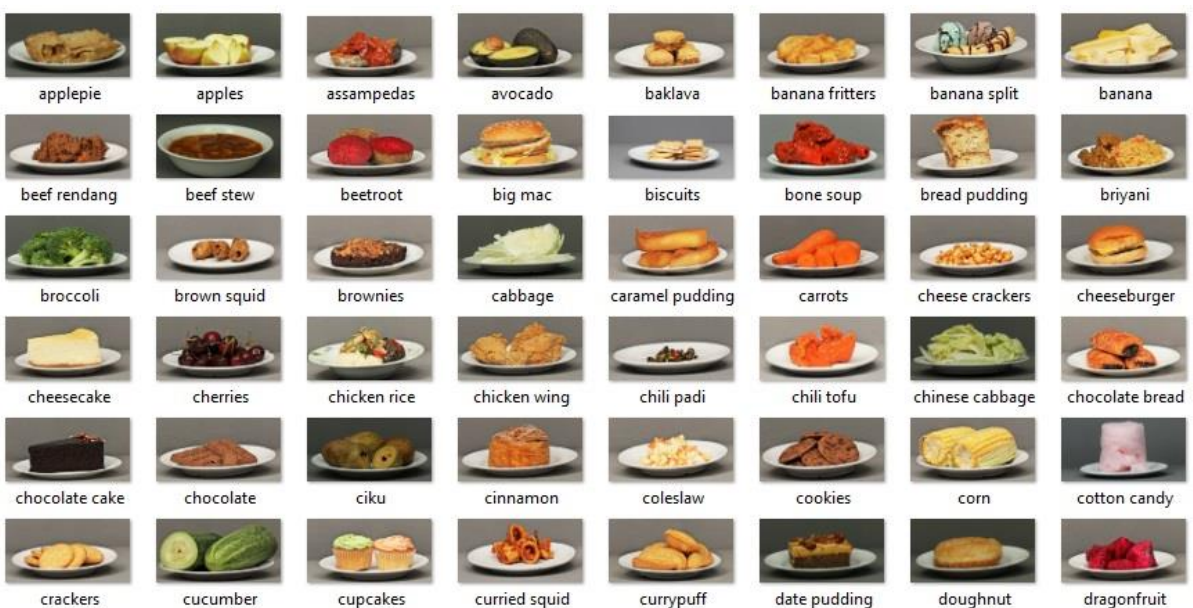 applepie apples assampedas avocado baklava banana fritters banana split banana
beef rendang beef stew beetroot big mac biscuits bone soup bread pudding briyani
broccoli brown squid brownies cabbage caramel pudding carrots cheese crackers cheeseburger
cheesecake cherries chicken rice chicken wing chili padi chili tofu chinese cabbage chocolate bread
chocolate cake chocolate ciku cinnamon coleslaw cookies corn cotton candy
crackers cucumber cupcakes curried squid currypuff date pudding doughnut dragonfruit